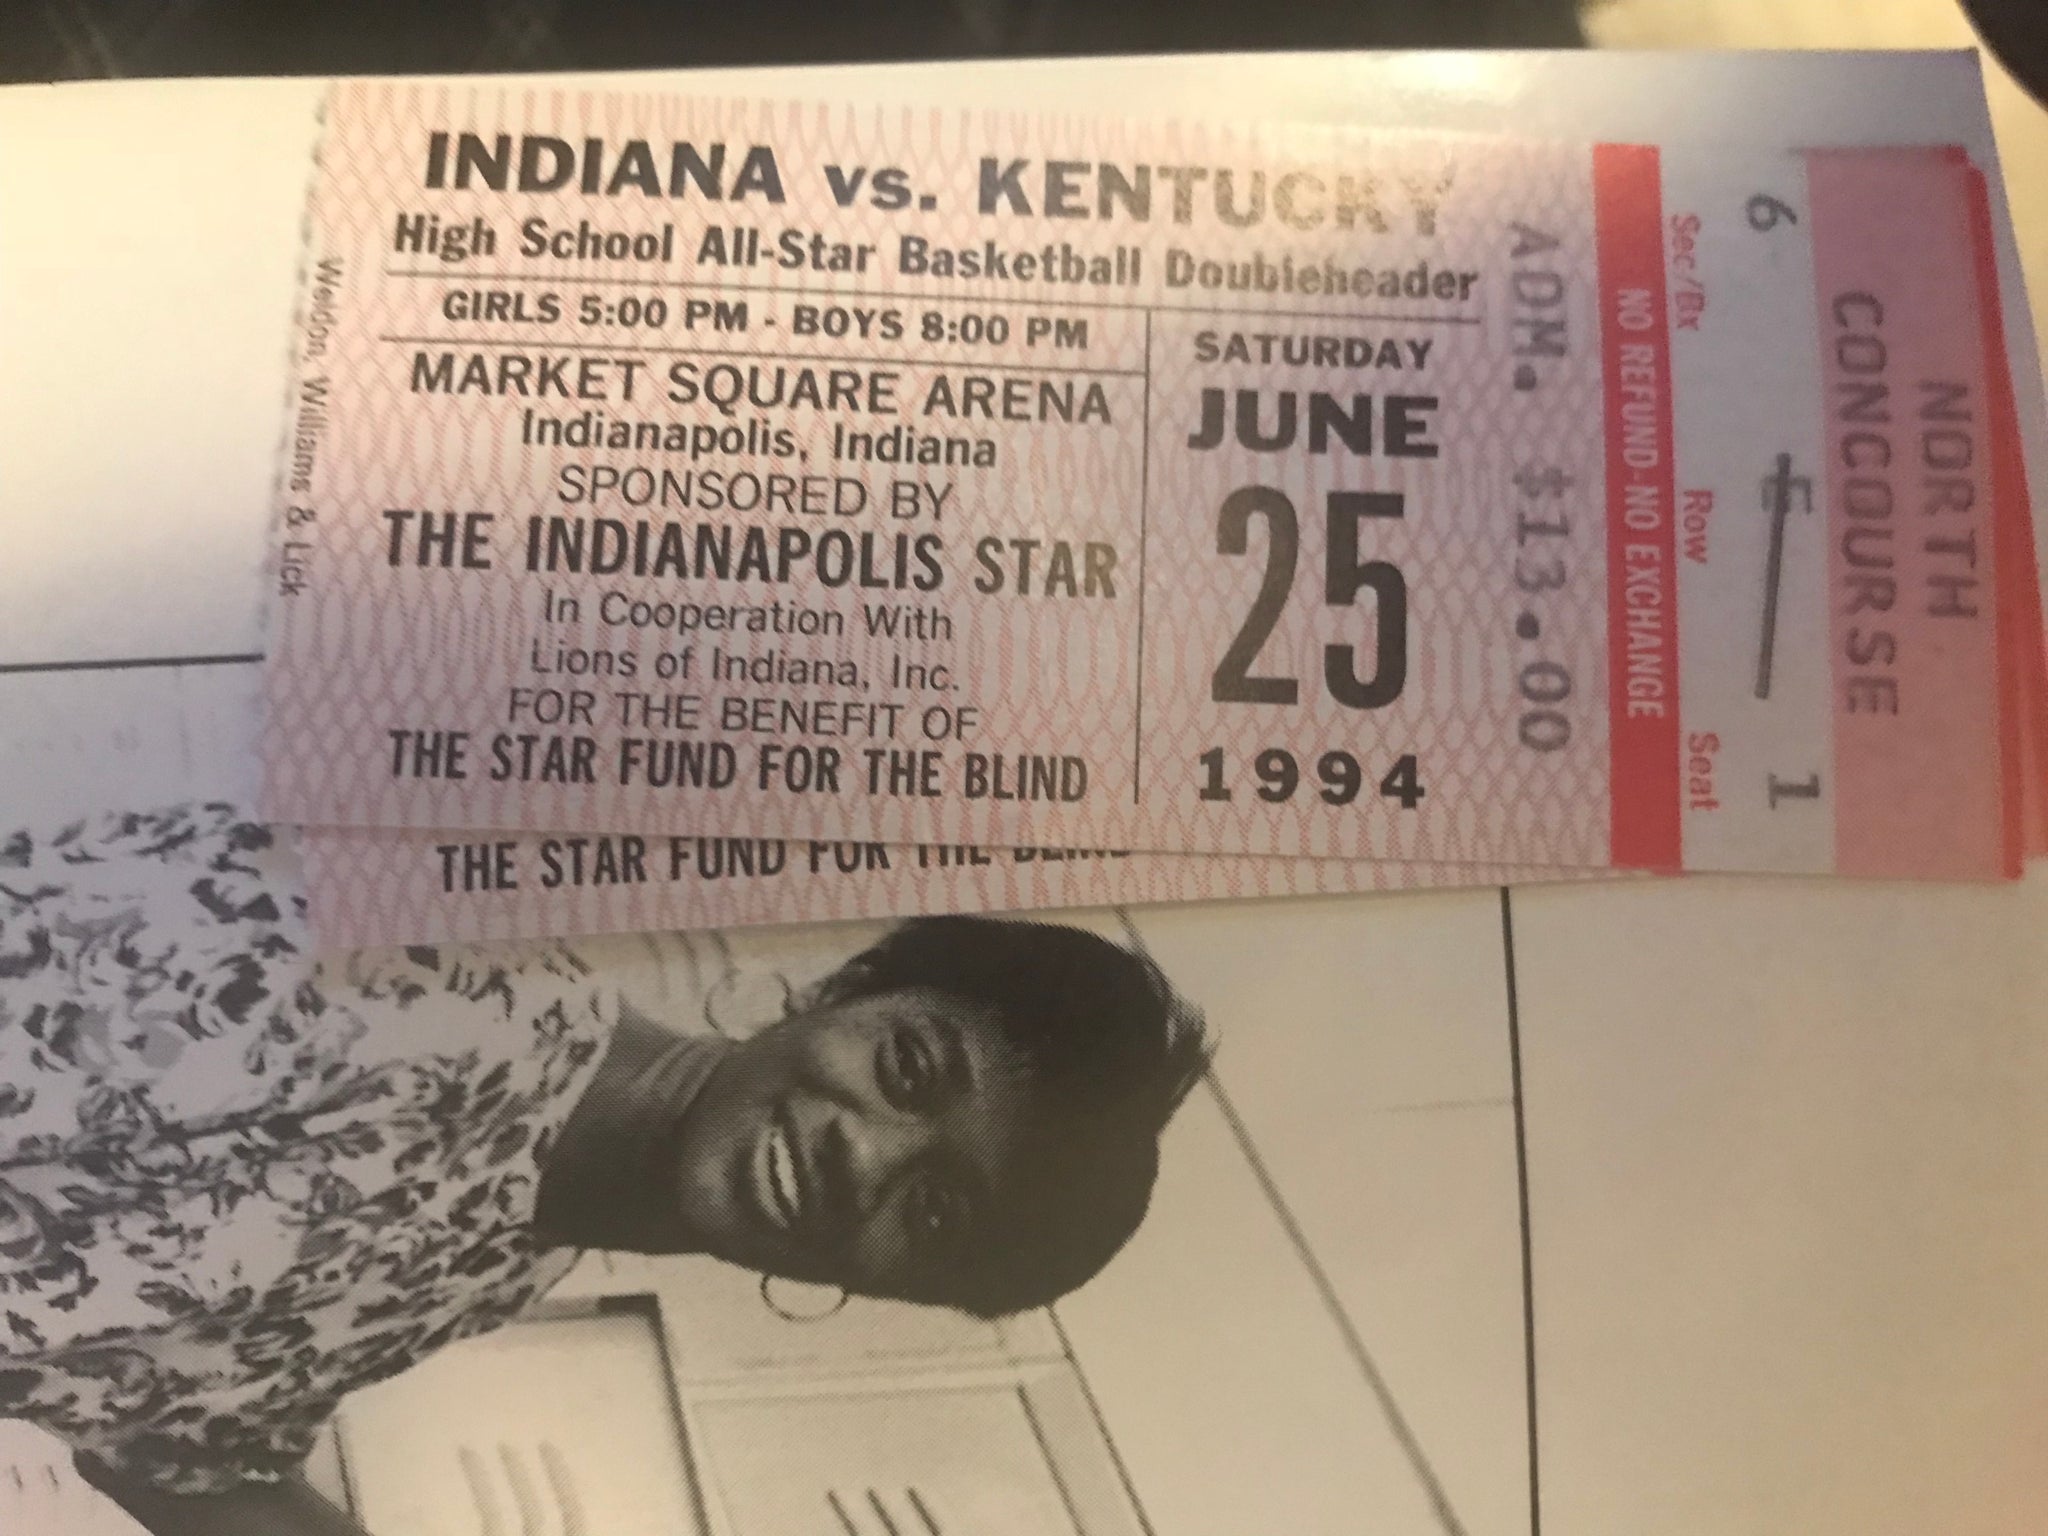 INDIANA vs. KENTUCKY
High School All-Star Basketball Doubleheader
GIRLS 5:00 PM - BOYS 8:00 PM
MARKET SQUARE ARENA
Indianapolis, Indiana
SPONSORED BY
THE INDIANAPOLIS STAR
In Cooperation With
Lions of Indiana, Inc.
FOR THE BENEFIT OF
THE STAR FUND FOR THE BLIND
SATURDAY
JUNE
25
1994
Weldon, Williams & Lick
ADM. $13.00
NO REFUND-NO EXCHANGE
Sec/Bx Row Seat
6 1
NORTH
CONCOURSE
THE STAR FUND FOR THE BLIND